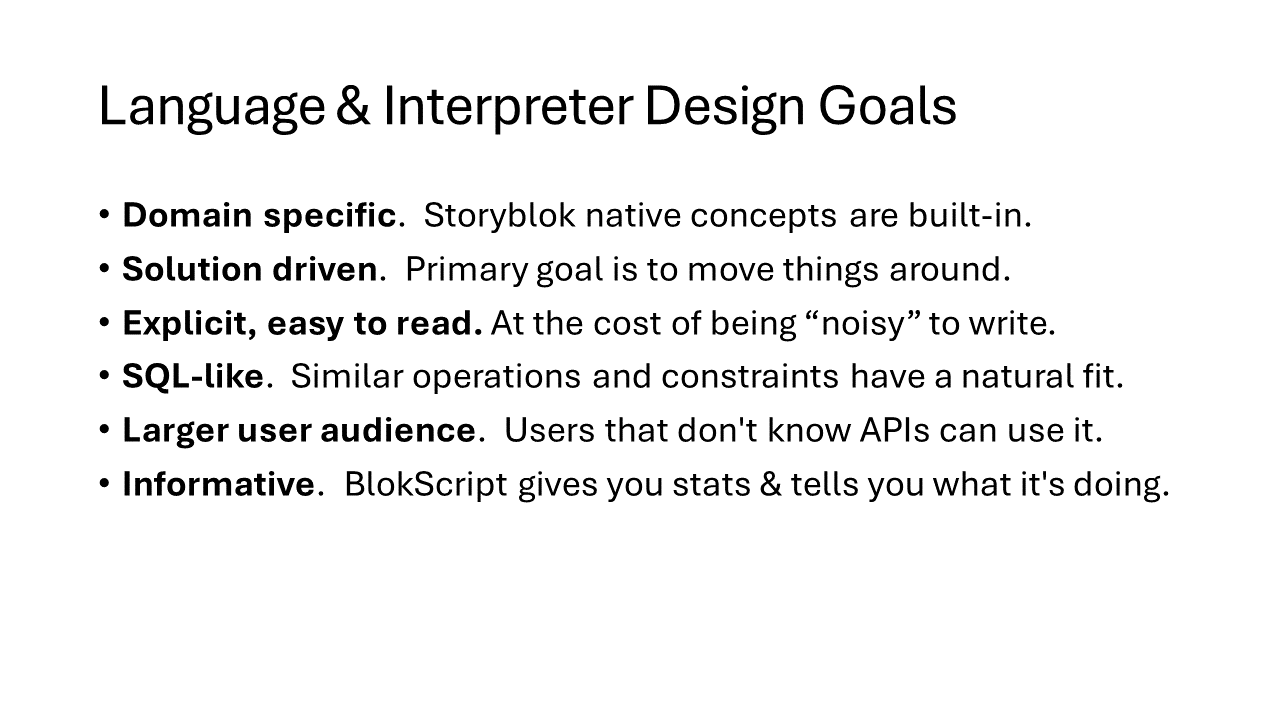 Language & Interpreter Design Goals
• Domain specific.  Storyblok native concepts are built-in.
• Solution driven.  Primary goal is to move things around.
• Explicit, easy to read. At the cost of being “noisy” to write.
• SQL-like.  Similar operations and constraints have a natural fit.
• Larger user audience.  Users that don't know APIs can use it.
• Informative.  BlokScript gives you stats & tells you what it's doing.